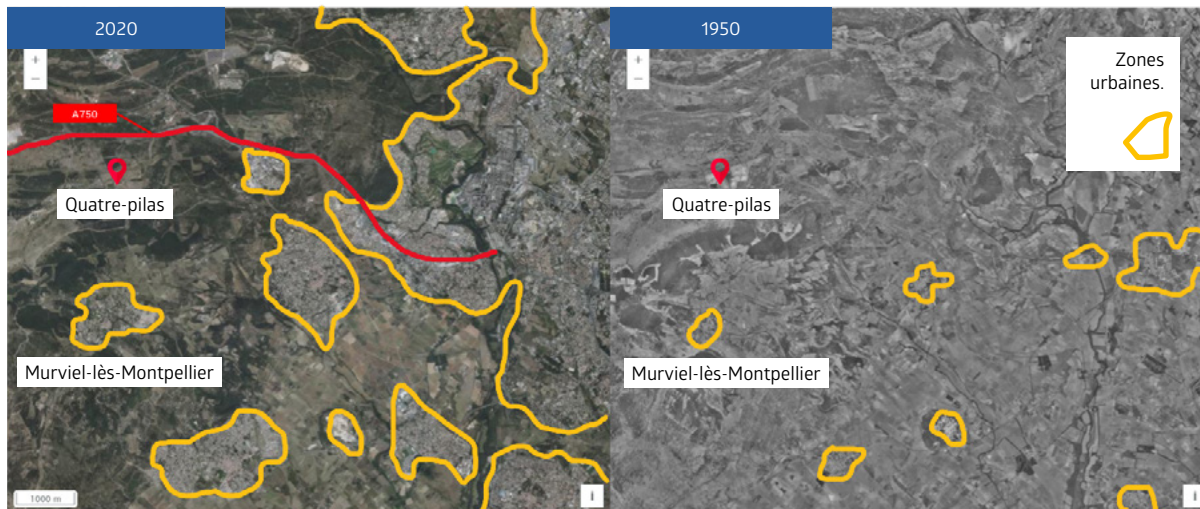 2020
+
−
A750
Quatre-pilas
Murviel-lès-Montpellier
1000 m
i
1950
+
−
Zones
urbaines.
Quatre-pilas
Murviel-lès-Montpellier
i